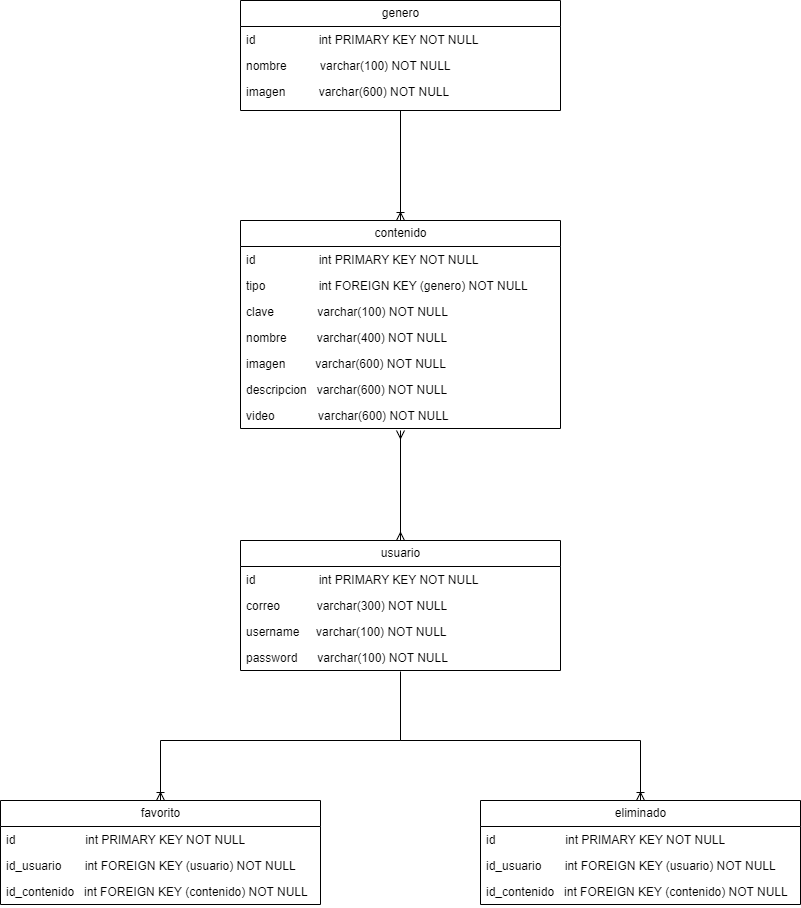 genero
id int PRIMARY KEY NOT NULL
nombre varchar(100) NOT NULL
imagen varchar(600) NOT NULL
contenido
id int PRIMARY KEY NOT NULL
tipo int FOREIGN KEY (genero) NOT NULL
clave varchar(100) NOT NULL
nombre varchar(400) NOT NULL
imagen varchar(600) NOT NULL
descripcion varchar(600) NOT NULL
video varchar(600) NOT NULL
usuario
id int PRIMARY KEY NOT NULL
correo varchar(300) NOT NULL
username varchar(100) NOT NULL
password varchar(100) NOT NULL
favorito
id int PRIMARY KEY NOT NULL
id_usuario int FOREIGN KEY (usuario) NOT NULL
id_contenido int FOREIGN KEY (contenido) NOT NULL
eliminado
id int PRIMARY KEY NOT NULL
id_usuario int FOREIGN KEY (usuario) NOT NULL
id_contenido int FOREIGN KEY (contenido) NOT NULL